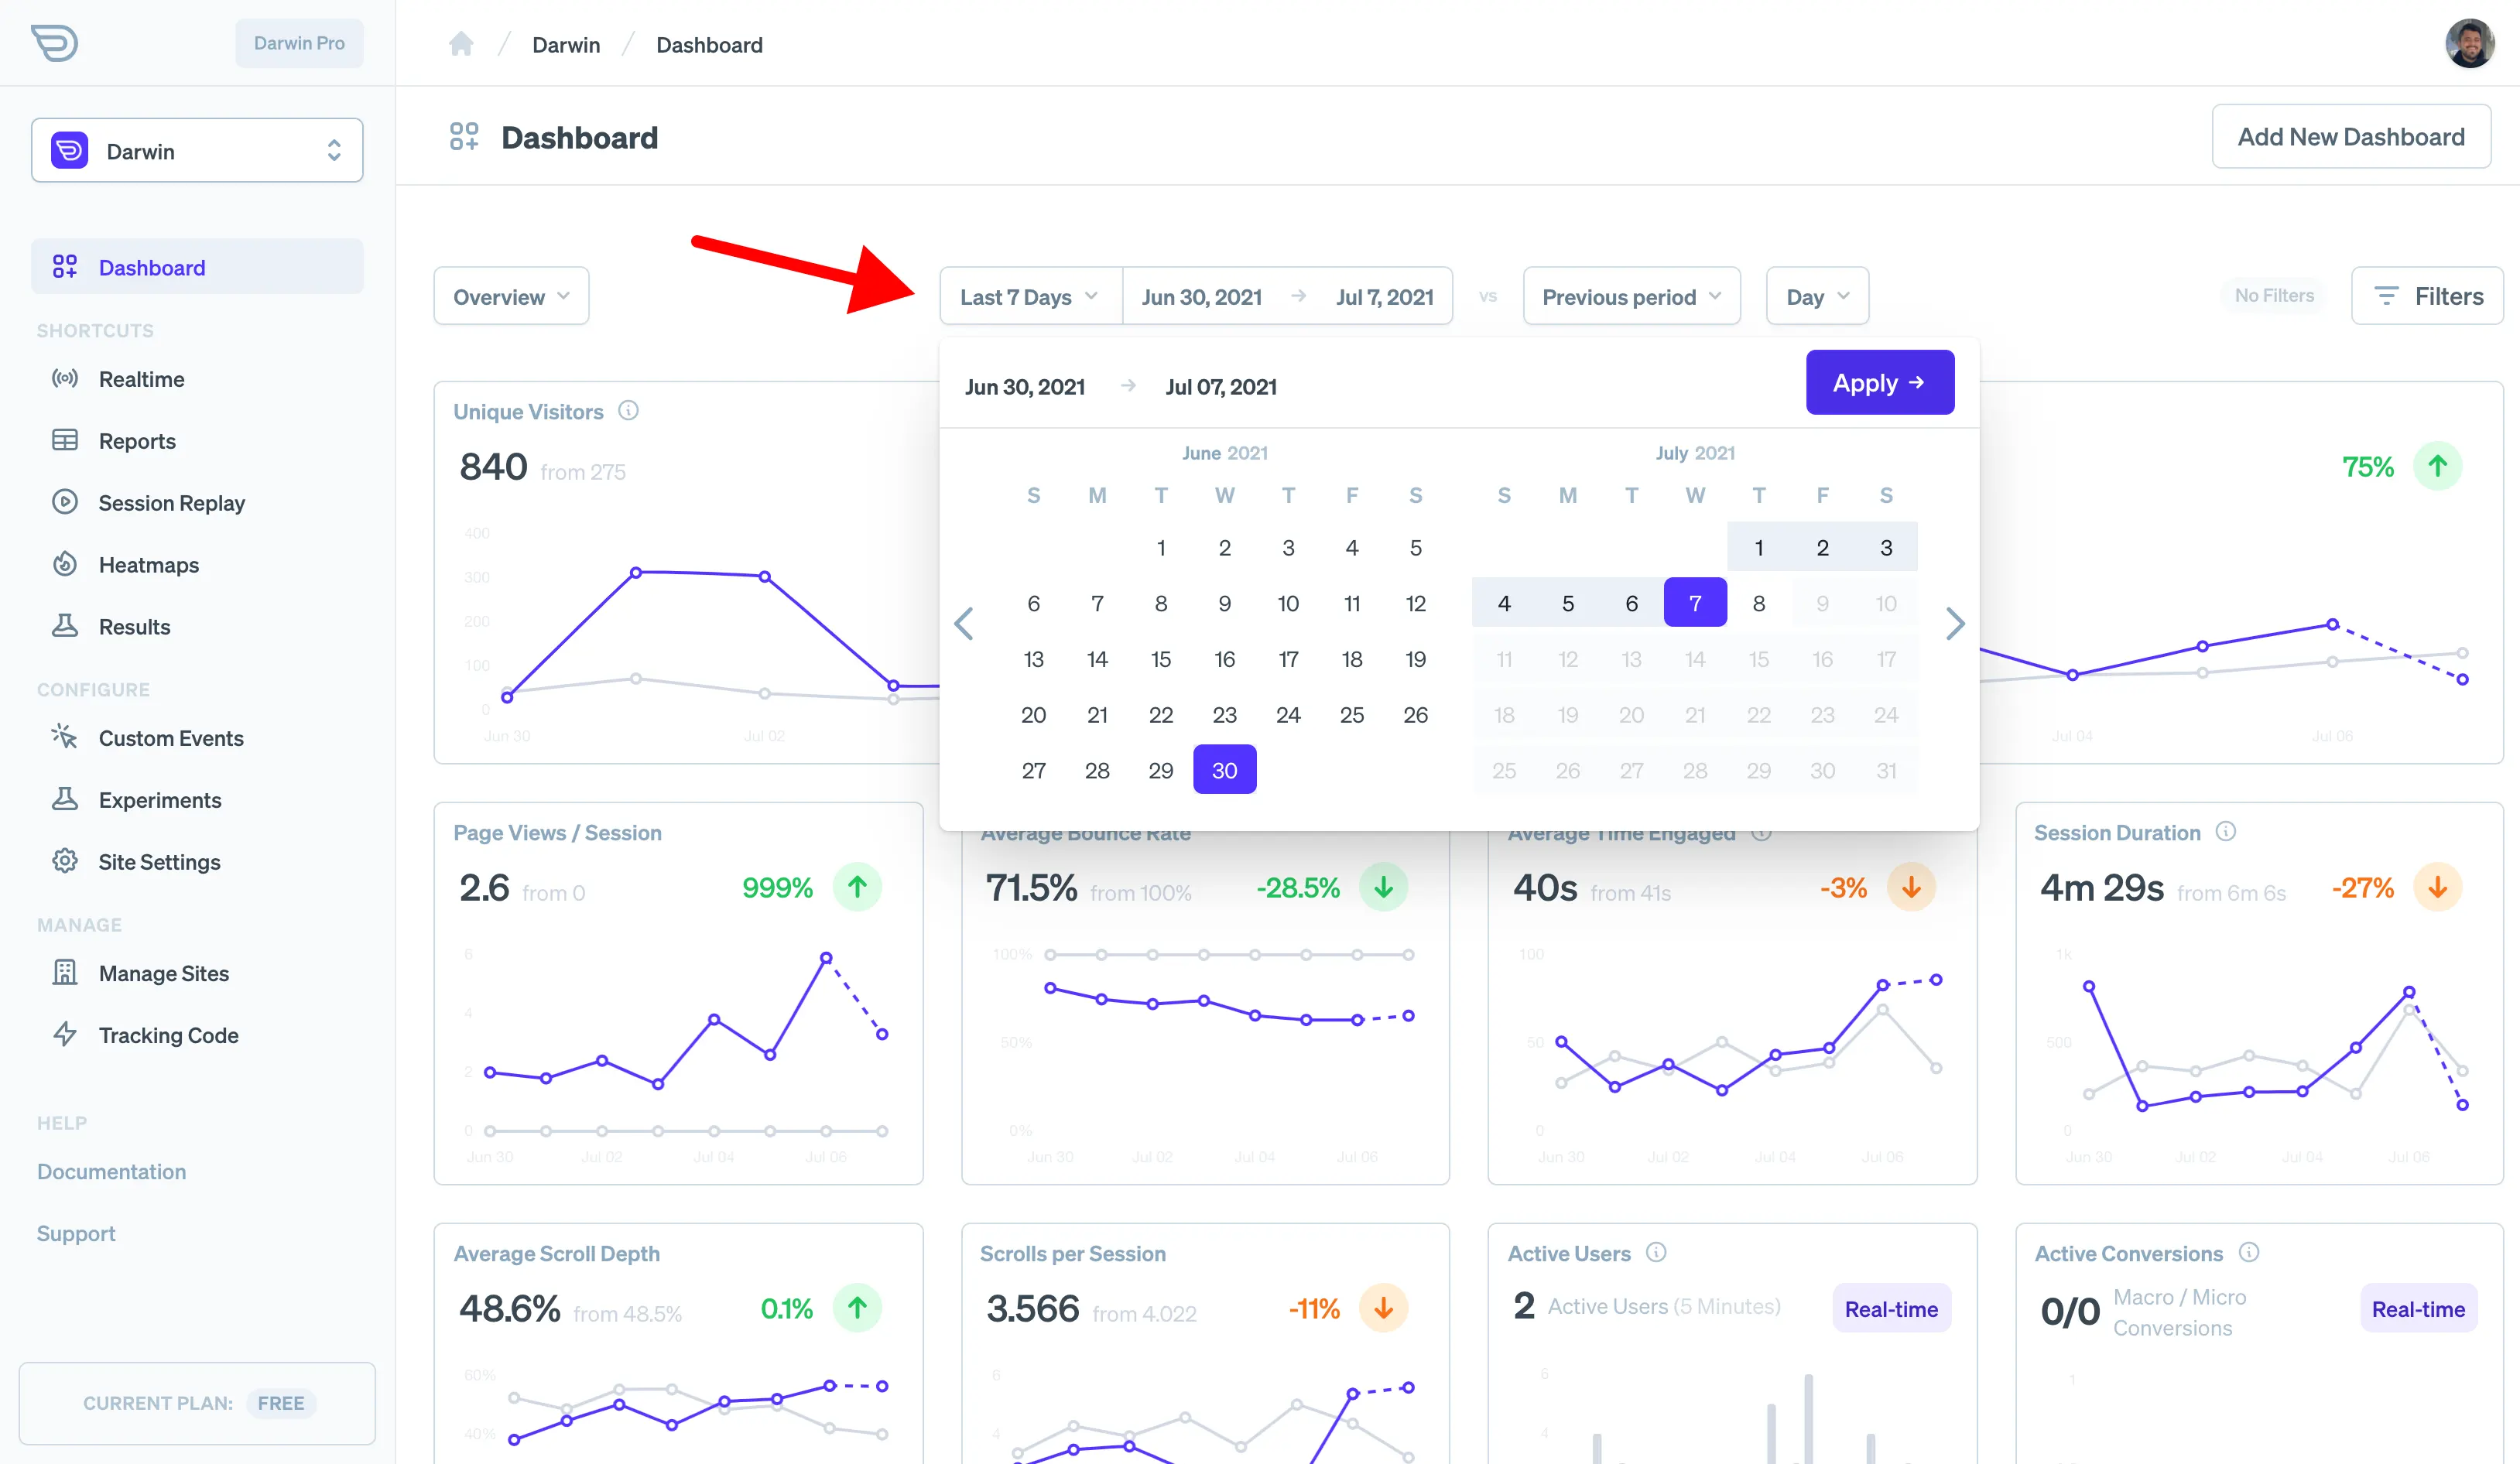 Darwin Pro
Darwin
Dashboard
Darwin
Dashboard
Add New Dashboard
Dashboard
SHORTCUTS
Realtime
Reports
Session Replay
Heatmaps
Results
CONFIGURE
Custom Events
Experiments
Site Settings
MANAGE
Manage Sites
Tracking Code
HELP
Documentation
Support
CURRENT PLAN: FREE
Overview
Last 7 Days
Jun 30, 2021 → Jul 7, 2021
vs
Previous period
Day
No Filters
Filters
Jun 30, 2021 → Jul 07, 2021
Apply →
June 2021
S M T W T F S
1 2 3 4 5
6 7 8 9 10 11 12
13 14 15 16 17 18 19
20 21 22 23 24 25 26
27 28 29 30
July 2021
S M T W T F S
1 2 3
4 5 6 7 8 9 10
11 12 13 14 15 16 17
18 19 20 21 22 23 24
25 26 27 28 29 30 31
Unique Visitors
840 from 275
400
300
200
100
0
Jun 30 Jul 02
75%
Jul 04 Jul 06
Page Views / Session
2.6 from 0 999%
6
4
2
0
Jun 30 Jul 02 Jul 04 Jul 06
Average Bounce Rate
71.5% from 100% -28.5%
100%
50%
0%
Jun 30 Jul 02 Jul 04 Jul 06
Average Time Engaged
40s from 41s -3%
100
50
0
Jun 30 Jul 02 Jul 04 Jul 06
Session Duration
4m 29s from 6m 6s -27%
1k
500
0
Jun 30 Jul 02 Jul 04 Jul 06
Average Scroll Depth
48.6% from 48.5% 0.1%
60%
40%
Scrolls per Session
3.566 from 4.022 -11%
6
4
Active Users
2 Active Users (5 Minutes) Real-time
6
4
Active Conversions
0/0 Macro / Micro
Conversions
Real-time
1